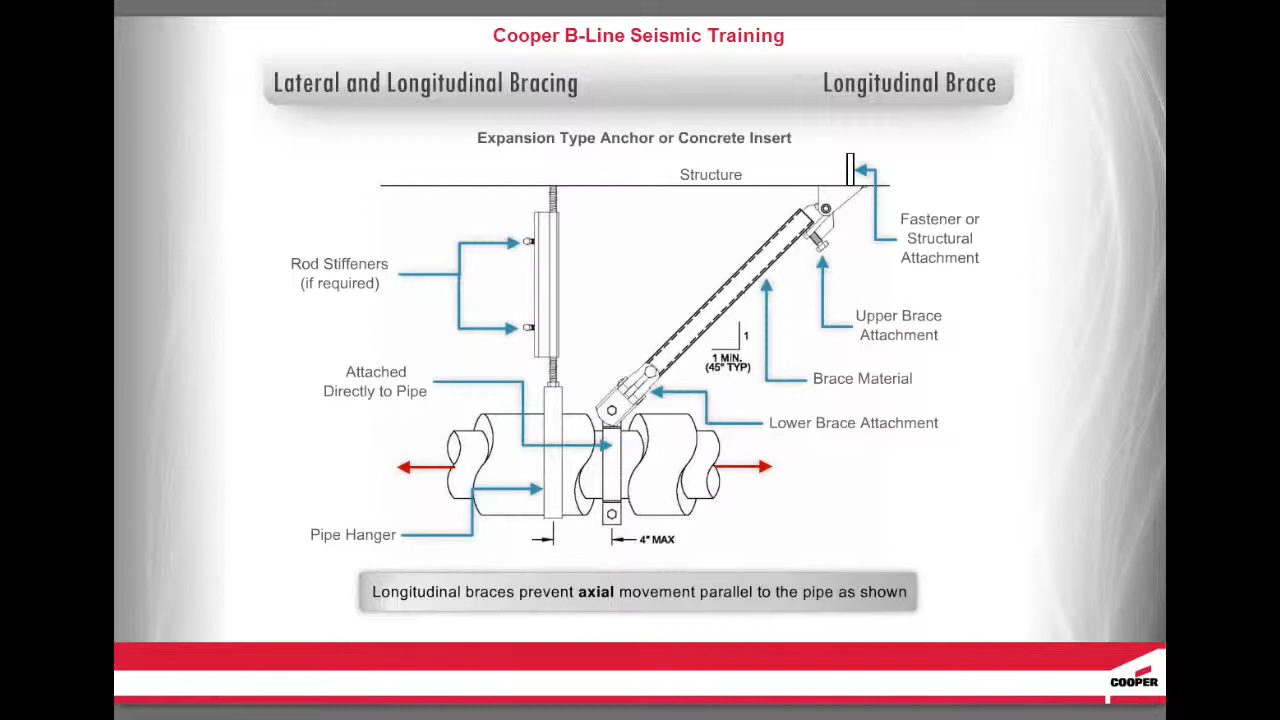 Cooper B-Line Seismic Training
Lateral and Longitudinal Bracing
Longitudinal Brace
Expansion Type Anchor or Concrete Insert
Structure
Fastener or
Structural
Attachment
Rod Stiffeners
(if required)
Upper Brace
Attachment
1
1 MIN.
(45° TYP)
Attached
Directly to Pipe
Brace Material
Lower Brace Attachment
Pipe Hanger
4" MAX
Longitudinal braces prevent axial movement parallel to the pipe as shown
COOPER